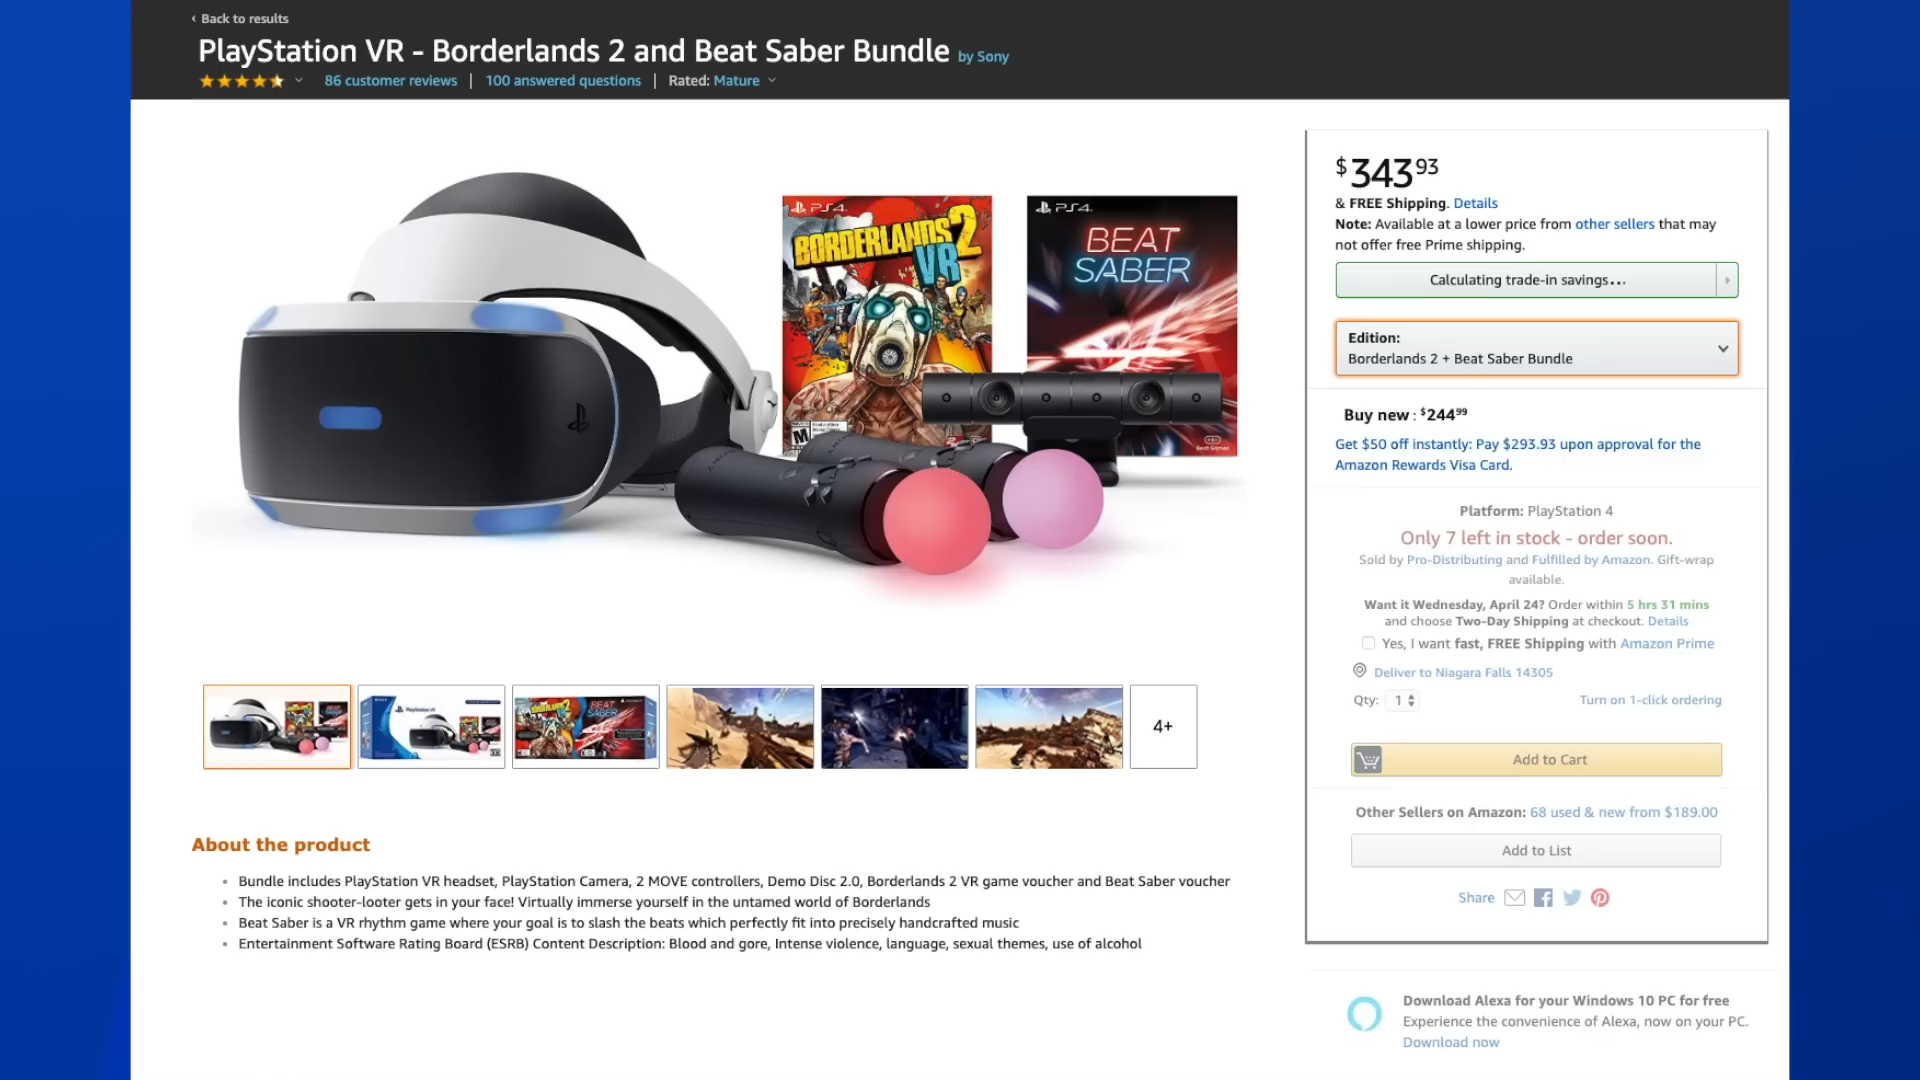 ‹ Back to results
PlayStation VR - Borderlands 2 and Beat Saber Bundle by Sony
86 customer reviews | 100 answered questions | Rated: Mature
$343 93
& FREE Shipping. Details
Note: Available at a lower price from other sellers that may
not offer free Prime shipping.
Calculating trade-in savings...
Edition:
Borderlands 2 + Beat Saber Bundle
Buy new : $244 99
Get $50 off instantly: Pay $293.93 upon approval for the
Amazon Rewards Visa Card.
Platform: PlayStation 4
Only 7 left in stock - order soon.
Sold by Pro-Distributing and Fulfilled by Amazon. Gift-wrap
available.
Want it Wednesday, April 24? Order within 5 hrs 31 mins
and choose Two-Day Shipping at checkout. Details
Yes, I want fast, FREE Shipping with Amazon Prime
Deliver to Niagara Falls 14305
Qty: 1 Turn on 1-click ordering
Add to Cart
Other Sellers on Amazon: 68 used & new from $189.00
Add to List
Share
Download Alexa for your Windows 10 PC for free
Experience the convenience of Alexa, now on your PC.
Download now
PS4
BORDERLANDS 2
VR
M
PS4
BEAT
SABER
Beat Games
4+
About the product
Bundle includes PlayStation VR headset, PlayStation Camera, 2 MOVE controllers, Demo Disc 2.0, Borderlands 2 VR game voucher and Beat Saber voucher
The iconic shooter-looter gets in your face! Virtually immerse yourself in the untamed world of Borderlands
Beat Saber is a VR rhythm game where your goal is to slash the beats which perfectly fit into precisely handcrafted music
Entertainment Software Rating Board (ESRB) Content Description: Blood and gore, Intense violence, language, sexual themes, use of alcohol